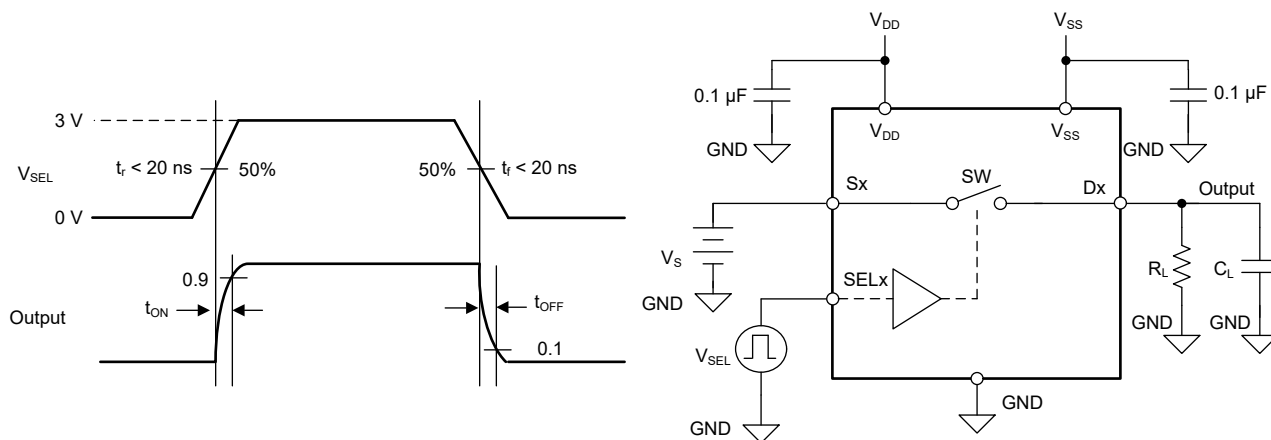 3 V
V_SEL
t_r < 20 ns
50%
50%
t_f < 20 ns
0 V
0.9
t_ON
t_OFF
Output
0.1
V_DD
V_SS
0.1 µF
0.1 µF
V_DD
V_SS
GND
GND
Sx
SW
Dx
Output
V_S
SELx
R_L
C_L
GND
V_SEL
GND
GND
GND
GND